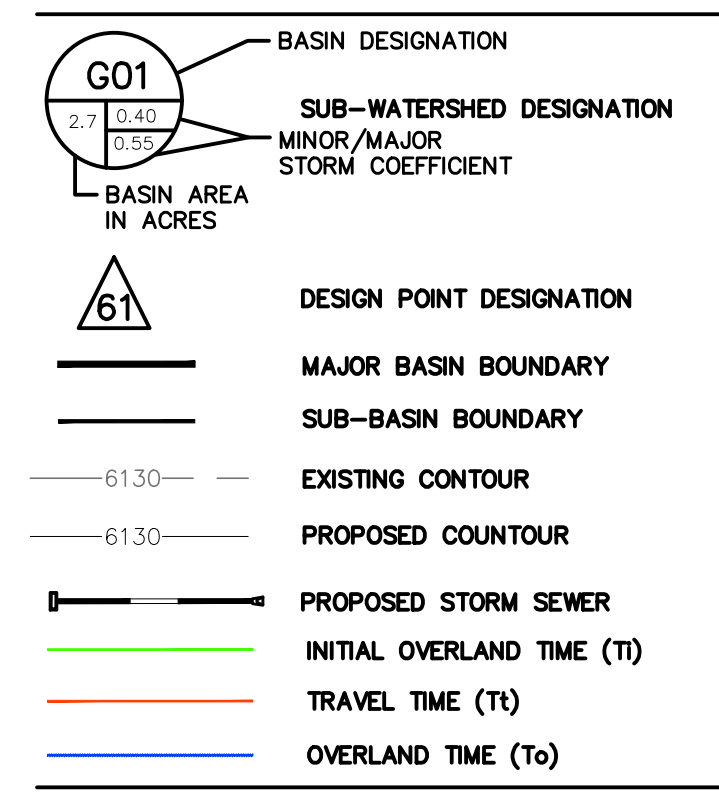 BASIN DESIGNATION
G01
2.7
0.40
0.55
SUB-WATERSHED DESIGNATION
MINOR/MAJOR
STORM COEFFICIENT
BASIN AREA
IN ACRES
61
DESIGN POINT DESIGNATION
MAJOR BASIN BOUNDARY
SUB-BASIN BOUNDARY
6130
EXISTING CONTOUR
6130
PROPOSED COUNTOUR
PROPOSED STORM SEWER
INITIAL OVERLAND TIME (Ti)
TRAVEL TIME (Tt)
OVERLAND TIME (To)